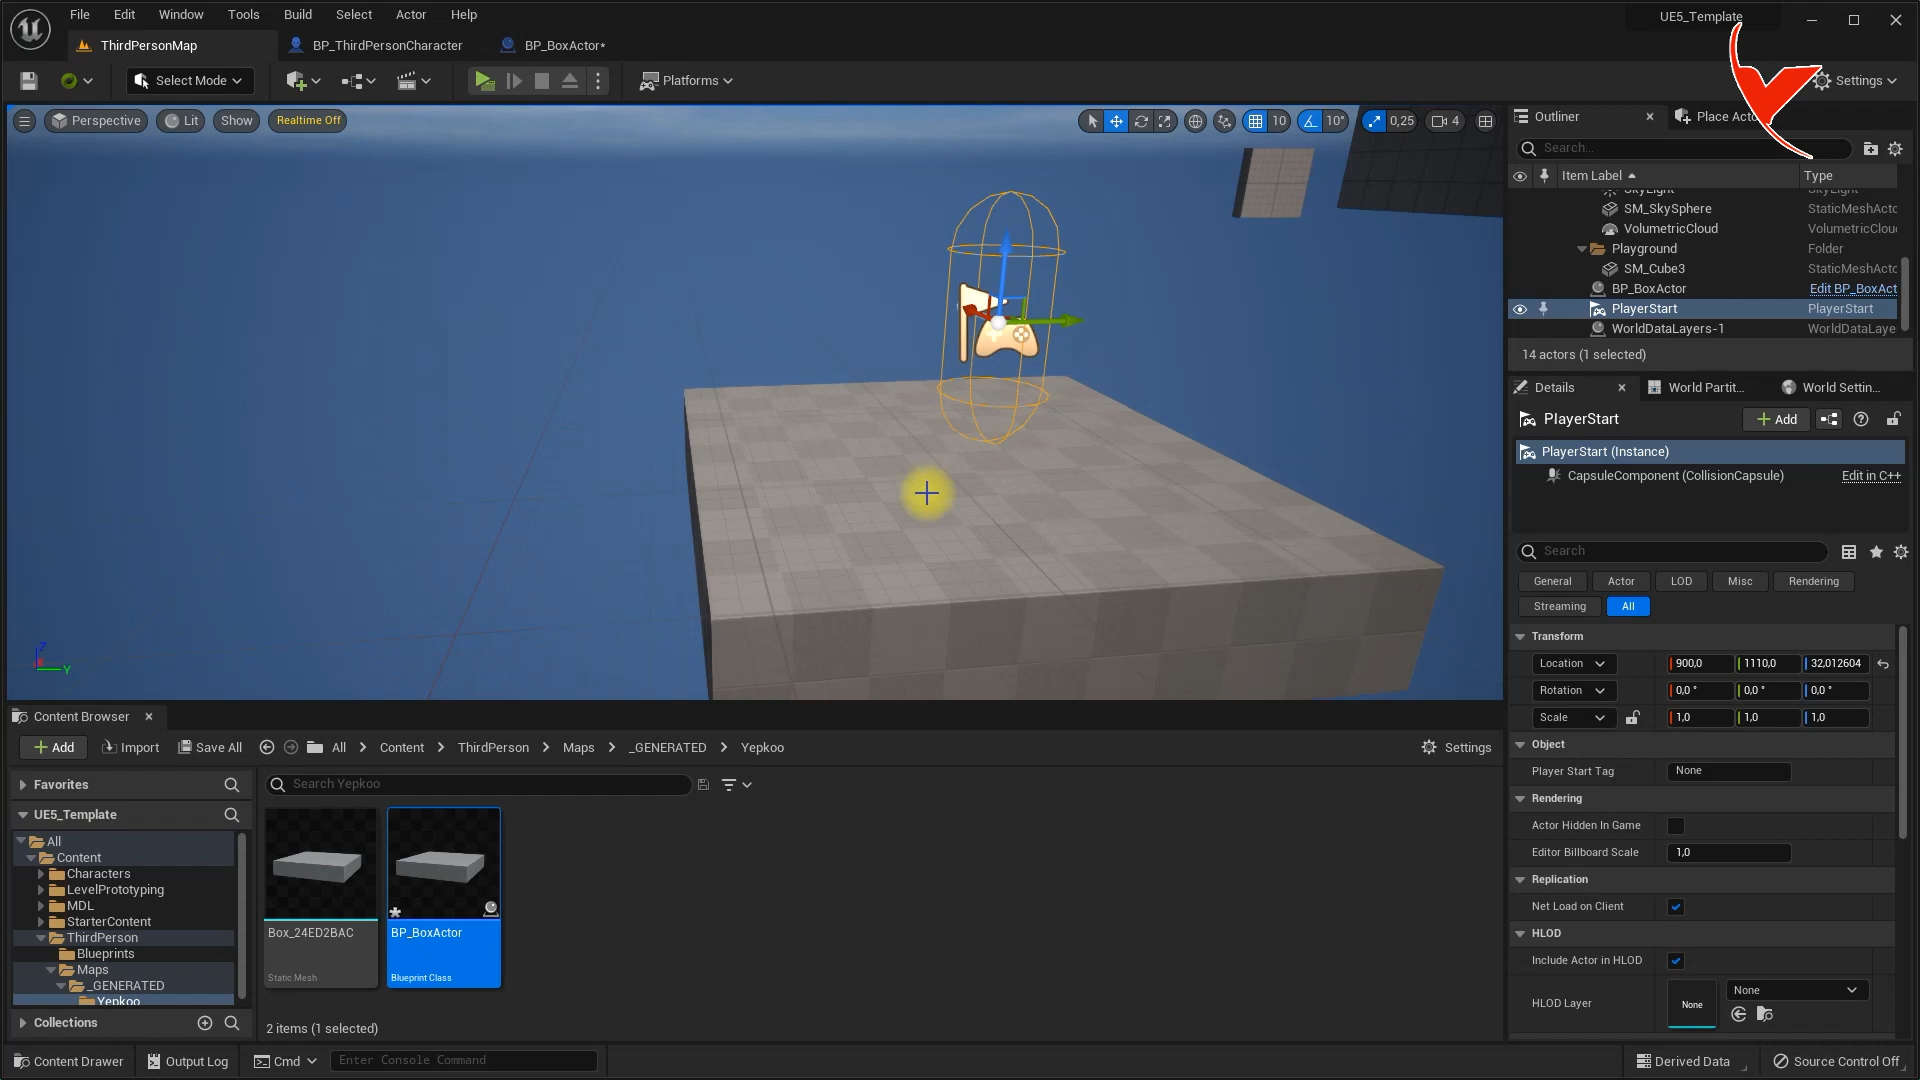 File Edit Window Tools Build Select Actor Help
UE5_Template
ThirdPersonMap
BP_ThirdPersonCharacter
BP_BoxActor*
Select Mode
Platforms
Settings
Perspective
Lit
Show
Realtime Off
10
10°
0,25
4
Outliner
Place Acto
Search...
Item Label
Type
SkyLight
SkyLight
SM_SkySphere
StaticMeshActo
VolumetricCloud
VolumetricClou
Playground
Folder
SM_Cube3
StaticMeshActo
BP_BoxActor
Edit BP_BoxAct
PlayerStart
PlayerStart
WorldDataLayers-1
WorldDataLaye
14 actors (1 selected)
Details
World Partit...
World Settin...
PlayerStart
Add
PlayerStart (Instance)
CapsuleComponent (CollisionCapsule)
Edit in C++
Search
General
Actor
LOD
Misc
Rendering
Streaming
All
Transform
Location
900,0
1110,0
32,012604
Rotation
0,0 °
0,0 °
0,0 °
Scale
1,0
1,0
1,0
Object
Player Start Tag
None
Rendering
Actor Hidden In Game
Editor Billboard Scale
1,0
Replication
Net Load on Client
HLOD
Include Actor in HLOD
HLOD Layer
None
None
Z
Y
Content Browser
Add
Import
Save All
All
Content
ThirdPerson
Maps
_GENERATED
Yepkoo
Settings
Favorites
Search Yepkoo
UE5_Template
All
Content
Characters
LevelPrototyping
MDL
StarterContent
ThirdPerson
Blueprints
Maps
_GENERATED
Yepkoo
Collections
Box_24ED2BAC
Static Mesh
BP_BoxActor
Blueprint Class
2 items (1 selected)
Content Drawer
Output Log
Cmd
Enter Console Command
Derived Data
Source Control Off